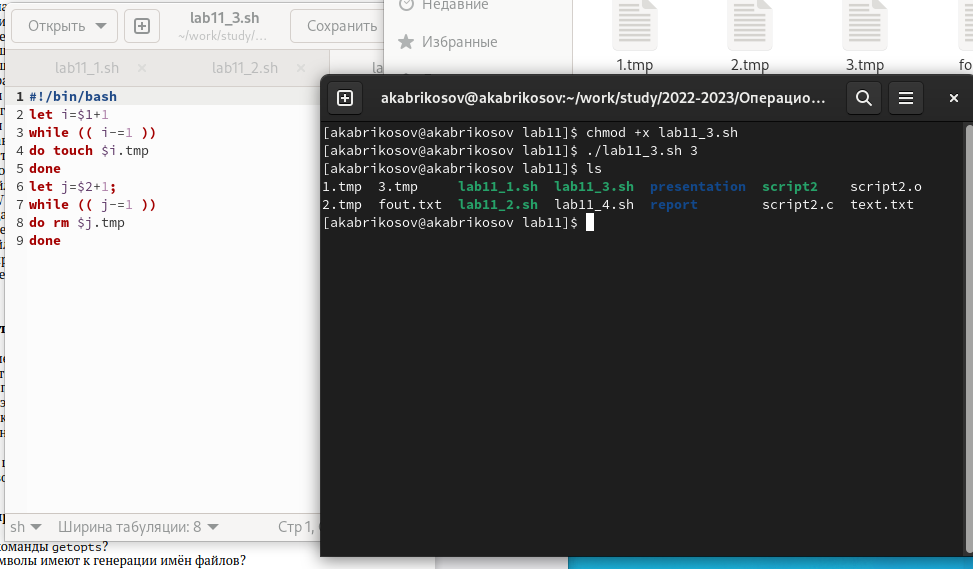 Открыть
lab11_3.sh
~/work/study/...
Сохранить
lab11_1.sh ×
lab11_2.sh ×
la
1 #!/bin/bash
2 let i=$1+1
3 while (( i-=1 ))
4 do touch $i.tmp
5 done
6 let j=$2+1;
7 while (( j-=1 ))
8 do rm $j.tmp
9 done
sh
Ширина табуляции: 8
Стр 1,
Недавние
Избранные
1.tmp
2.tmp
3.tmp
fo
akabrikosov@akabrikosov:~/work/study/2022-2023/Операцио...
[akabrikosov@akabrikosov lab11]$ chmod +x lab11_3.sh
[akabrikosov@akabrikosov lab11]$ ./lab11_3.sh 3
[akabrikosov@akabrikosov lab11]$ ls
1.tmp 3.tmp lab11_1.sh lab11_3.sh presentation script2 script2.o
2.tmp fout.txt lab11_2.sh lab11_4.sh report script2.c text.txt
[akabrikosov@akabrikosov lab11]$
команды getopts?
мволы имеют к генерации имён файлов?